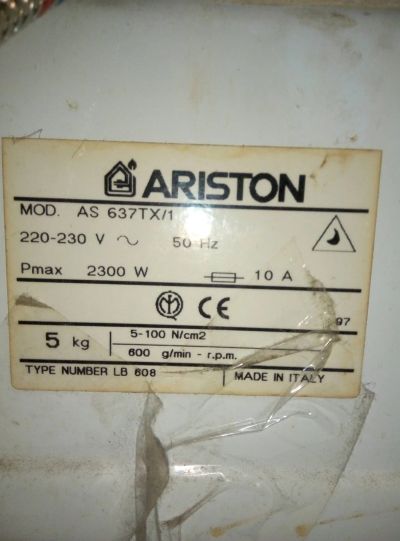 ARISTON
MOD. AS 637TX/1
220-230 V ~ 50 Hz
Pmax 2300 W 10 A
CE
97
5 kg
5-100 N/cm2
600 g/min - r.p.m.
TYPE NUMBER LB 608
MADE IN ITALY